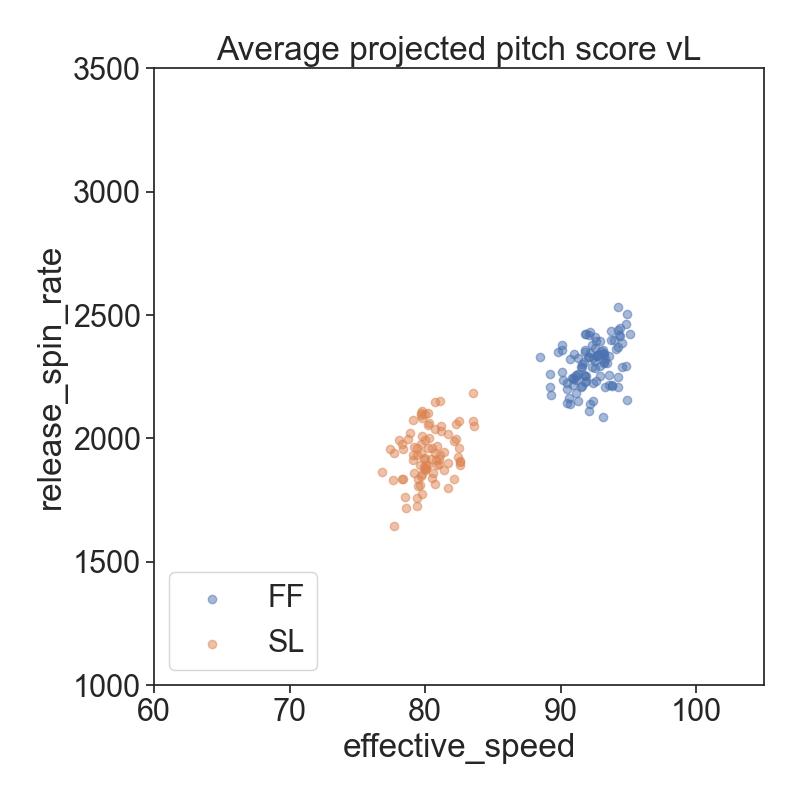 Average projected pitch score vL
3500
3000
2500
2000
1500
1000
release_spin_rate
FF
SL
60 70 80 90 100
effective_speed